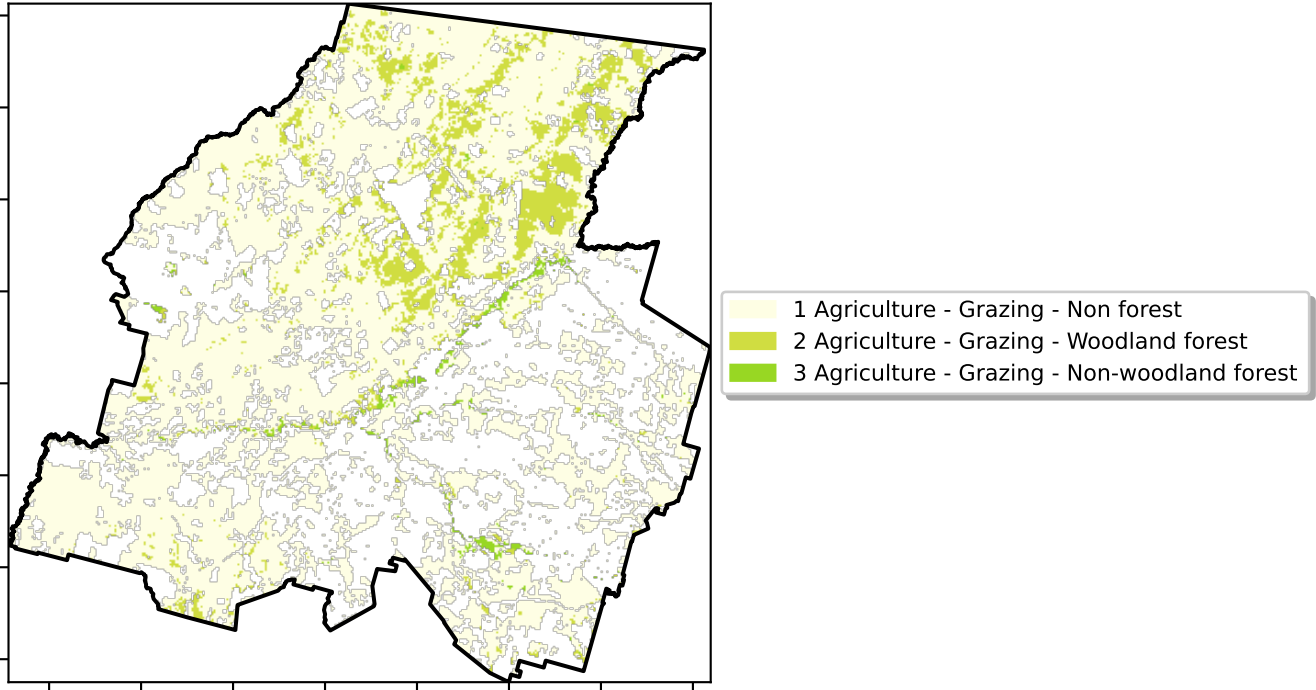 1 Agriculture - Grazing - Non forest
2 Agriculture - Grazing - Woodland forest
3 Agriculture - Grazing - Non-woodland forest